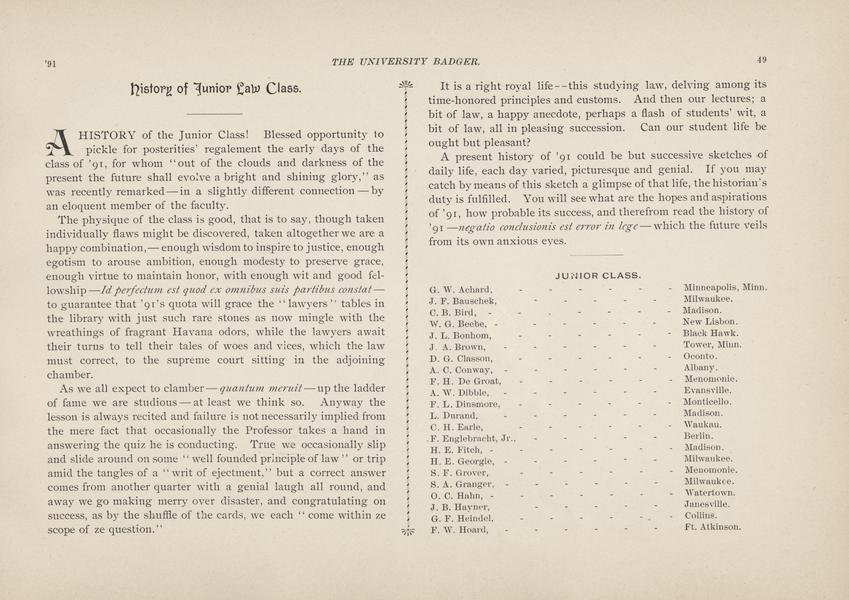 '91
THE UNIVERSITY BADGER.
49
History of Junior Law Class.
A HISTORY of the Junior Class! Blessed opportunity to
pickle for posterities' regalement the early days of the
class of '91, for whom "out of the clouds and darkness of the
present the future shall evolve a bright and shining glory," as
was recently remarked—in a slightly different connection—by
an eloquent member of the faculty.
The physique of the class is good, that is to say, though taken
individually flaws might be discovered, taken altogether we are a
happy combination,—enough wisdom to inspire to justice, enough
egotism to arouse ambition, enough modesty to preserve grace,
enough virtue to maintain honor, with enough wit and good fel-
lowship—Id perfectum est quod ex omnibus suis partibus constat—
to guarantee that '91's quota will grace the "lawyers" tables in
the library with just such rare stones as now mingle with the
wreathings of fragrant Havana odors, while the lawyers await
their turns to tell their tales of woes and vices, which the law
must correct, to the supreme court sitting in the adjoining
chamber.
As we all expect to clamber—quantum meruit—up the ladder
of fame we are studious—at least we think so. Anyway the
lesson is always recited and failure is not necessarily implied from
the mere fact that occasionally the Professor takes a hand in
answering the quiz he is conducting. True we occasionally slip
and slide around on some "well founded principle of law" or trip
amid the tangles of a "writ of ejectment," but a correct answer
comes from another quarter with a genial laugh all round, and
away we go making merry over disaster, and congratulating on
success, as by the shuffle of the cards, we each "come within ze
scope of ze question."
It is a right royal life--this studying law, delving among its
time-honored principles and customs. And then our lectures; a
bit of law, a happy anecdote, perhaps a flash of students' wit, a
bit of law, all in pleasing succession. Can our student life be
ought but pleasant?
A present history of '91 could be but successive sketches of
daily life, each day varied, picturesque and genial. If you may
catch by means of this sketch a glimpse of that life, the historian's
duty is fulfilled. You will see what are the hopes and aspirations
of '91, how probable its success, and therefrom read the history of
'91—negatio conclusionis est error in lege—which the future veils
from its own anxious eyes.
JUNIOR CLASS.
G. W. Achard, - - - - - - Minneapolis, Minn.
J. F. Bauschek, - - - - - Milwaukee.
C. B. Bird, - - - - - - - Madison.
W. G. Beebe, - - - - - - - New Lisbon.
J. L. Bonham, - - - - - - Black Hawk.
J. A. Brown, - - - - - - Tower, Minn.
D. G. Classon, - - - - - - Oconto.
A. C. Conway, - - - - - - Albany.
F. H. De Groat, - - - - - - Menomonie.
A. W. Dibble, - - - - - - Evansville.
F. L. Dinsmore, - - - - - - Monticello.
L. Durand, - - - - - - Madison.
C. H. Earle, - - - - - - Waukau.
F. Englebracht, Jr., - - - - - Berlin.
H. E. Fitch, - - - - - - - Madison.
H. E. Georgie, - - - - - - Milwaukee.
S. F. Grover, - - - - - - Menomonie.
S. A. Granger, - - - - - - Milwaukee.
O. C. Hahn, - - - - - - - Watertown.
J. B. Hayner, - - - - - - Janesville.
G. F. Heindel, - - - - - - Collins.
F. W. Hoard, - - - - - - Ft. Atkinson.